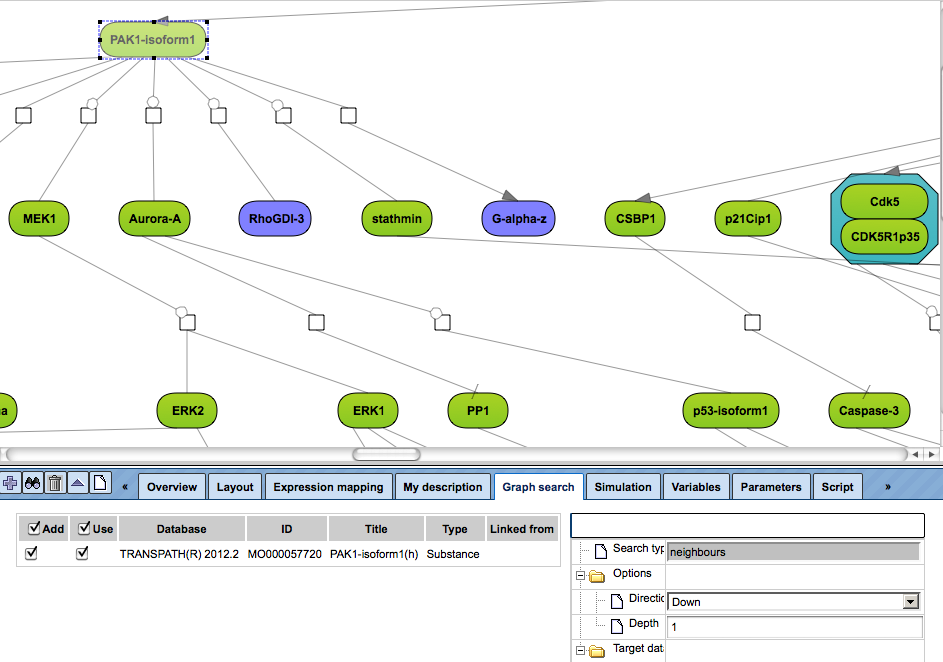 PAK1-isoform1
MEK1
Aurora-A
RhoGDI-3
stathmin
G-alpha-z
CSBP1
p21Cip1
Cdk5
CDK5R1p35
a
ERK2
ERK1
PP1
p53-isoform1
Caspase-3
« Overview Layout Expression mapping My description Graph search Simulation Variables Parameters Script »
Add Use Database ID Title Type Linked from
TRANSPATH(R) 2012.2 MO000057720 PAK1-isoform1(h) Substance
Search typ neighbours
Options
Directio Down
Depth 1
Target dat